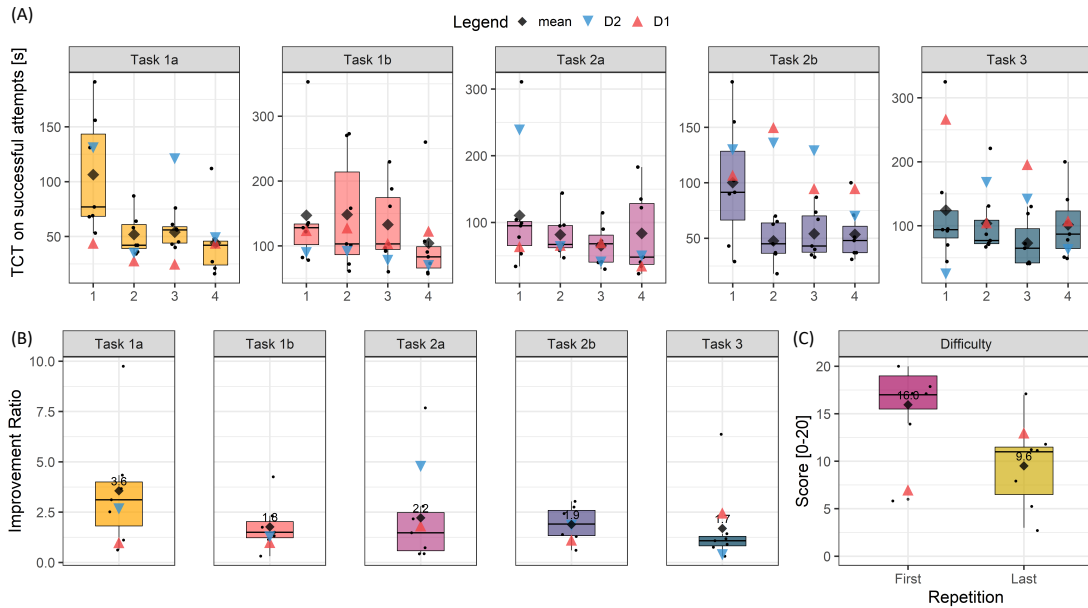 (A)
Legend mean D2 D1
Task 1a Task 1b Task 2a Task 2b Task 3
TCT on successful attempts [s]
150
100
50
1 2 3 4
300
200
100
1 2 3 4
300
200
100
1 2 3 4
150
100
50
1 2 3 4
300
200
100
1 2 3 4
(B)
Task 1a Task 1b Task 2a Task 2b Task 3
Improvement Ratio
10.0
7.5
5.0
2.5
0.0
3.6
1.8
2.2
1.9
1.7
(C)
Difficulty
Score [0-20]
20
15
10
5
0
16.0
9.6
First Last
Repetition